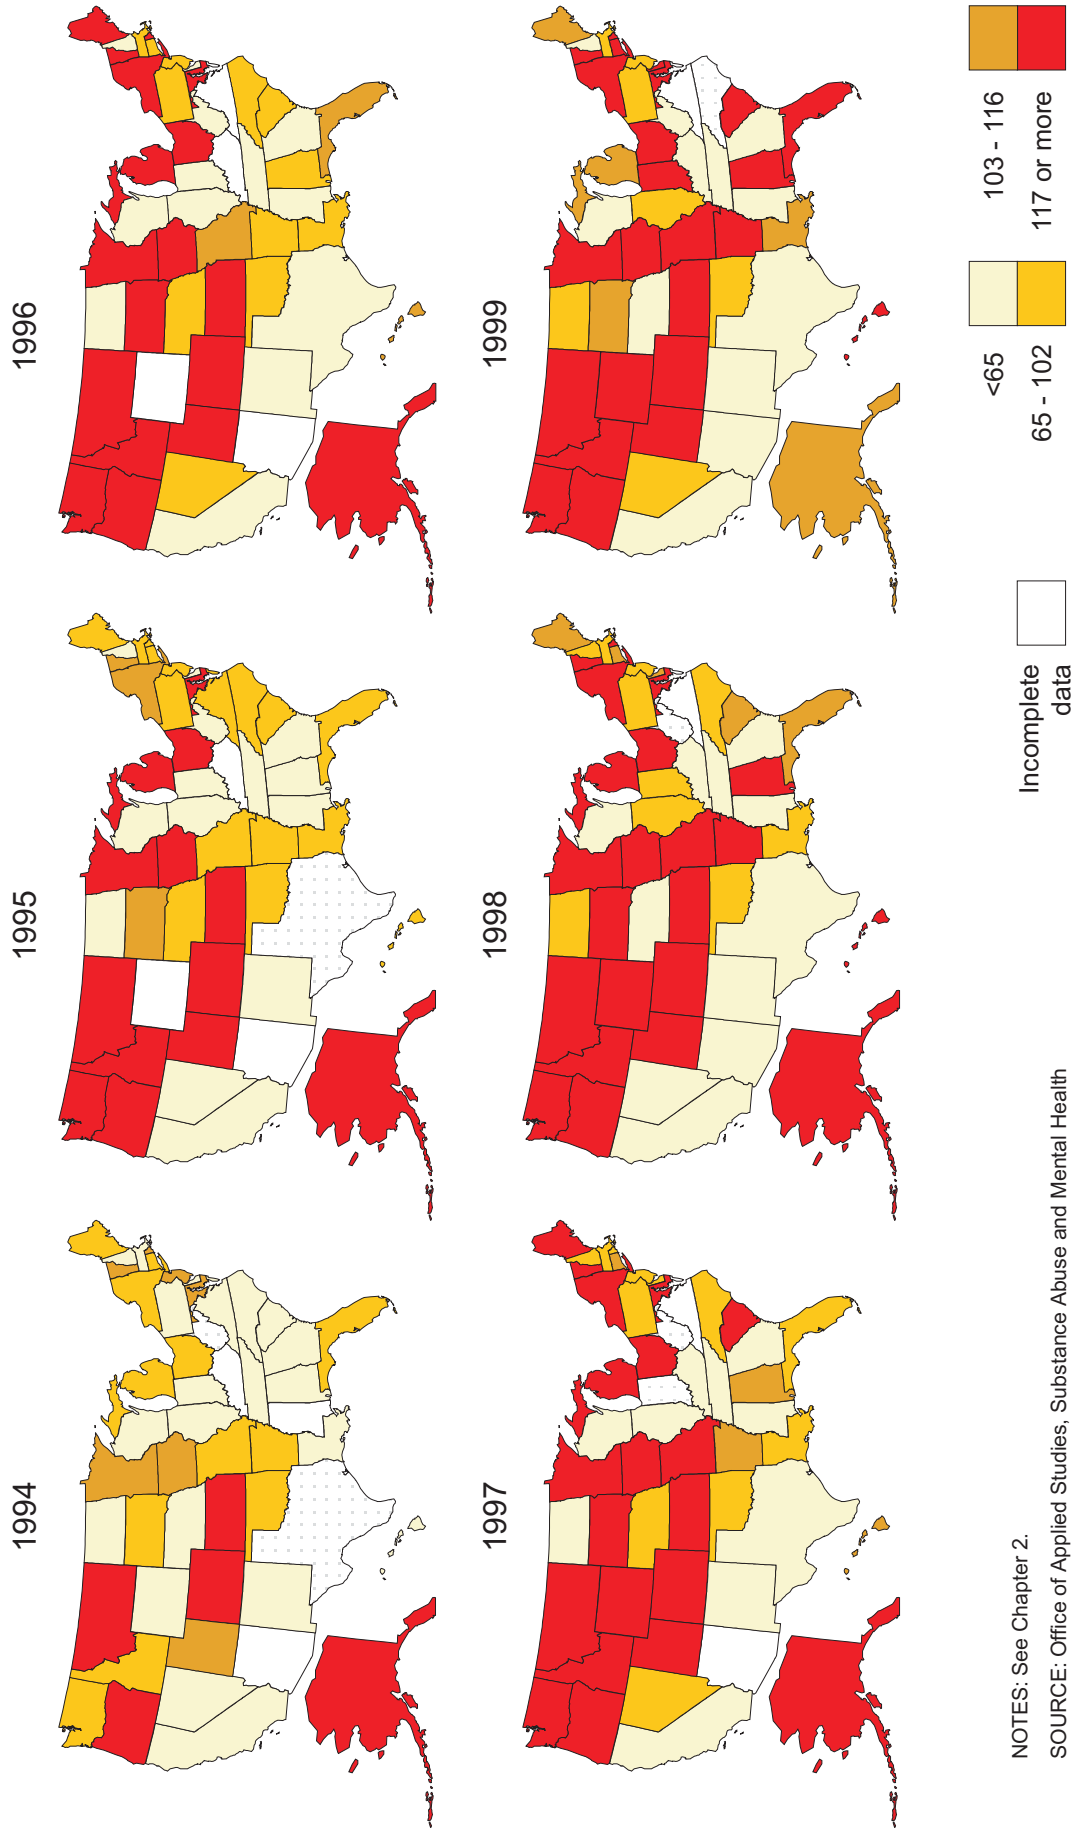 1994
1995
1996
1997
1998
1999
Incomplete
data
<65
65 - 102
103 - 116
117 or more
NOTES: See Chapter 2.
SOURCE: Office of Applied Studies, Substance Abuse and Mental Health